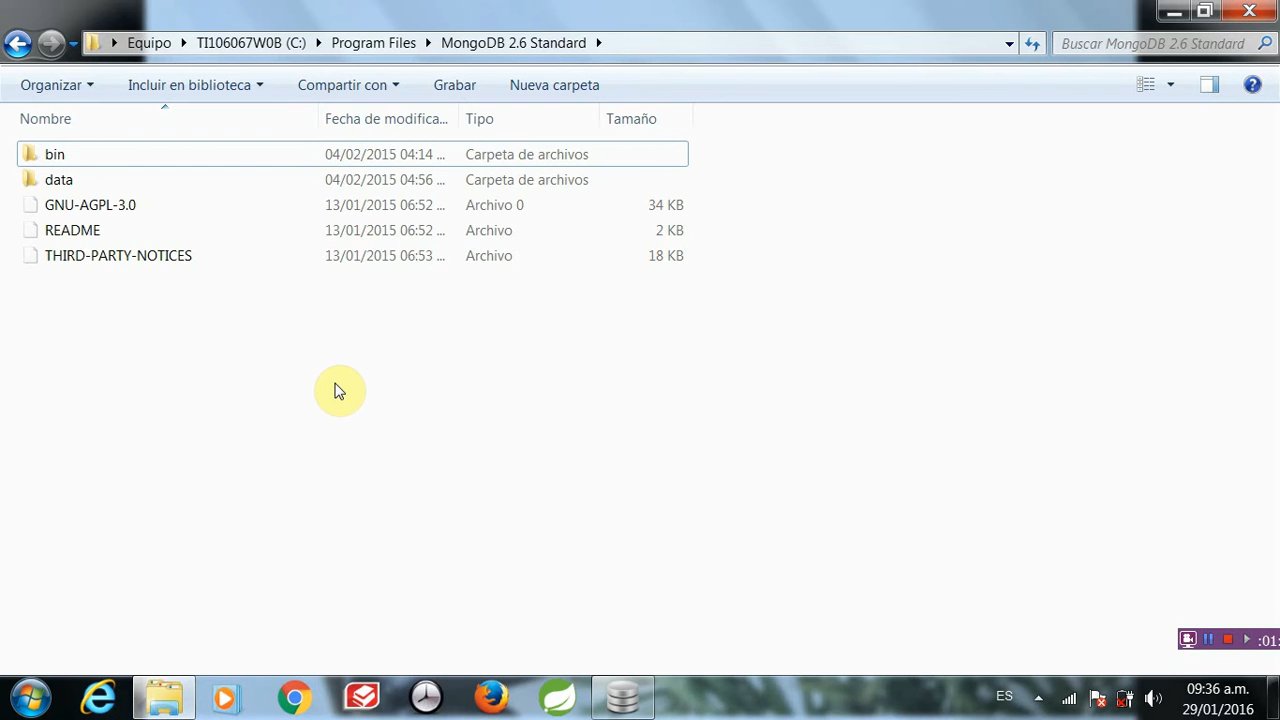 Equipo TI106067W0B (C:) Program Files MongoDB 2.6 Standard
Buscar MongoDB 2.6 Standard
Organizar Incluir en biblioteca Compartir con Grabar Nueva carpeta
Nombre Fecha de modifica... Tipo Tamaño
bin 04/02/2015 04:14 ... Carpeta de archivos
data 04/02/2015 04:56 ... Carpeta de archivos
GNU-AGPL-3.0 13/01/2015 06:52 ... Archivo 0 34 KB
README 13/01/2015 06:52 ... Archivo 2 KB
THIRD-PARTY-NOTICES 13/01/2015 06:53 ... Archivo 18 KB
:01:
ES
09:36 a.m.
29/01/2016